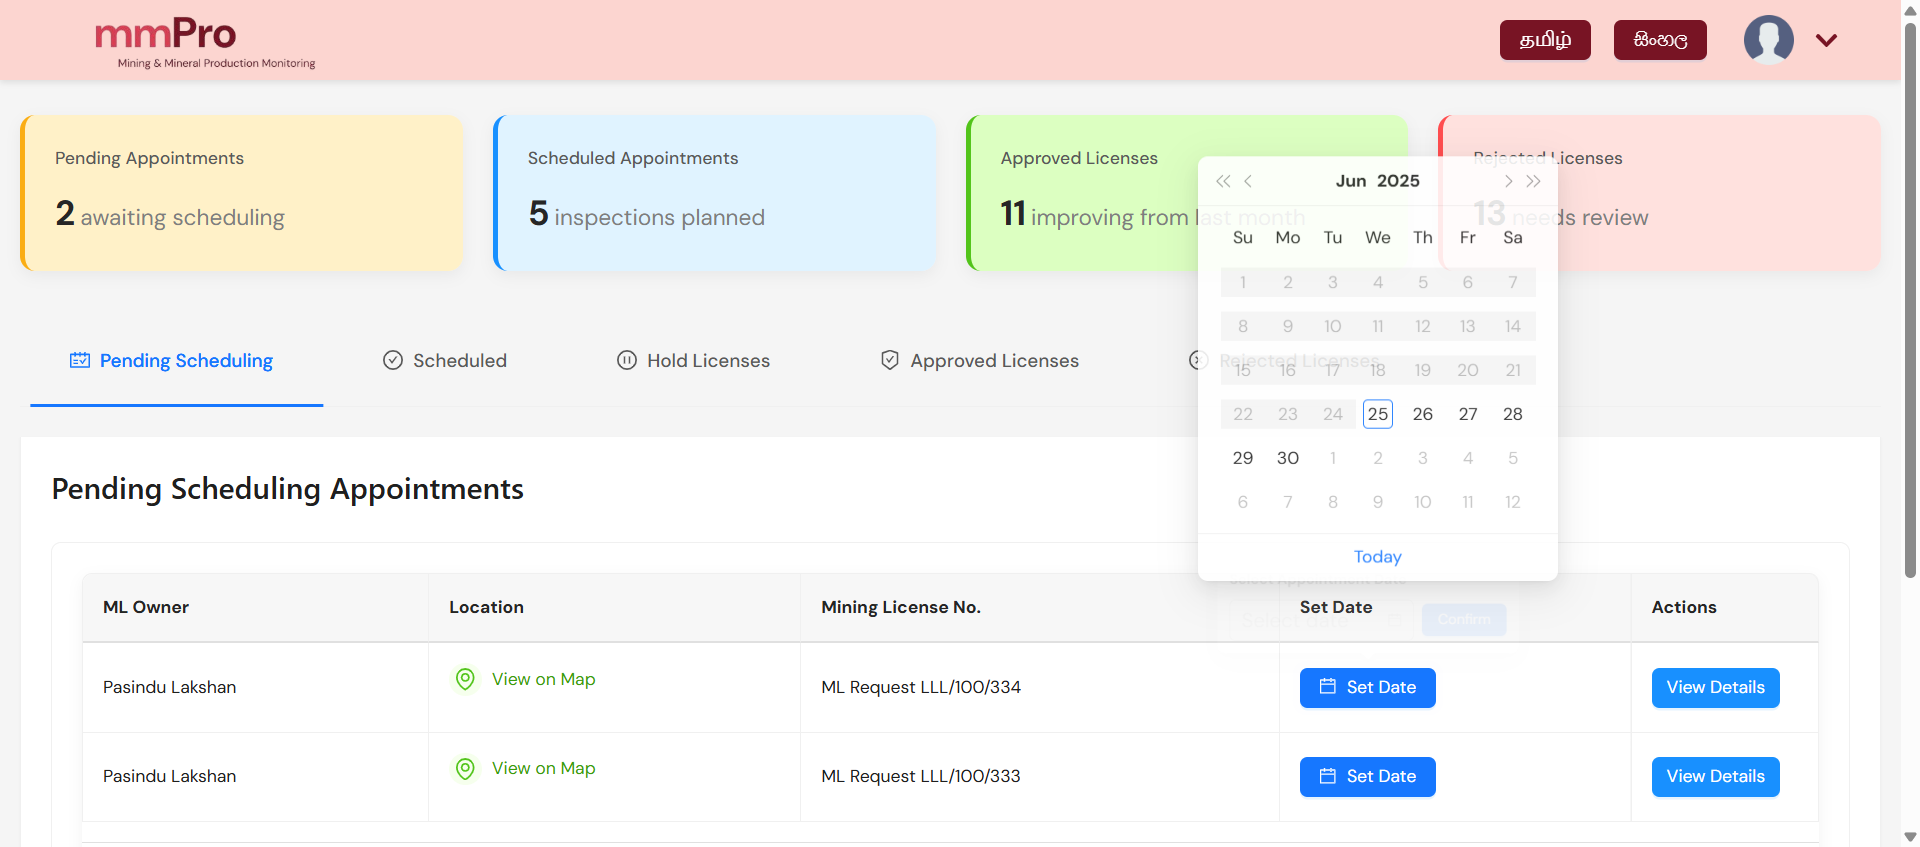 mmPro
Mining & Mineral Production Monitoring
தமிழ்
සිංහල
Pending Appointments
2 awaiting scheduling
Scheduled Appointments
5 inspections planned
Approved Licenses
11 improving from last month
Rejected Licenses
13 needs review
Jun 2025
Su Mo Tu We Th Fr Sa
1 2 3 4 5 6 7
8 9 10 11 12 13 14
15 16 17 18 19 20 21
22 23 24 25 26 27 28
29 30 1 2 3 4 5
6 7 8 9 10 11 12
Today
Pending Scheduling
Scheduled
Hold Licenses
Approved Licenses
Rejected Licenses
Pending Scheduling Appointments
Select Appointment Date
Select date
Confirm
ML Owner Location Mining License No. Set Date Actions
Pasindu Lakshan View on Map ML Request LLL/100/334 Set Date View Details
Pasindu Lakshan View on Map ML Request LLL/100/333 Set Date View Details